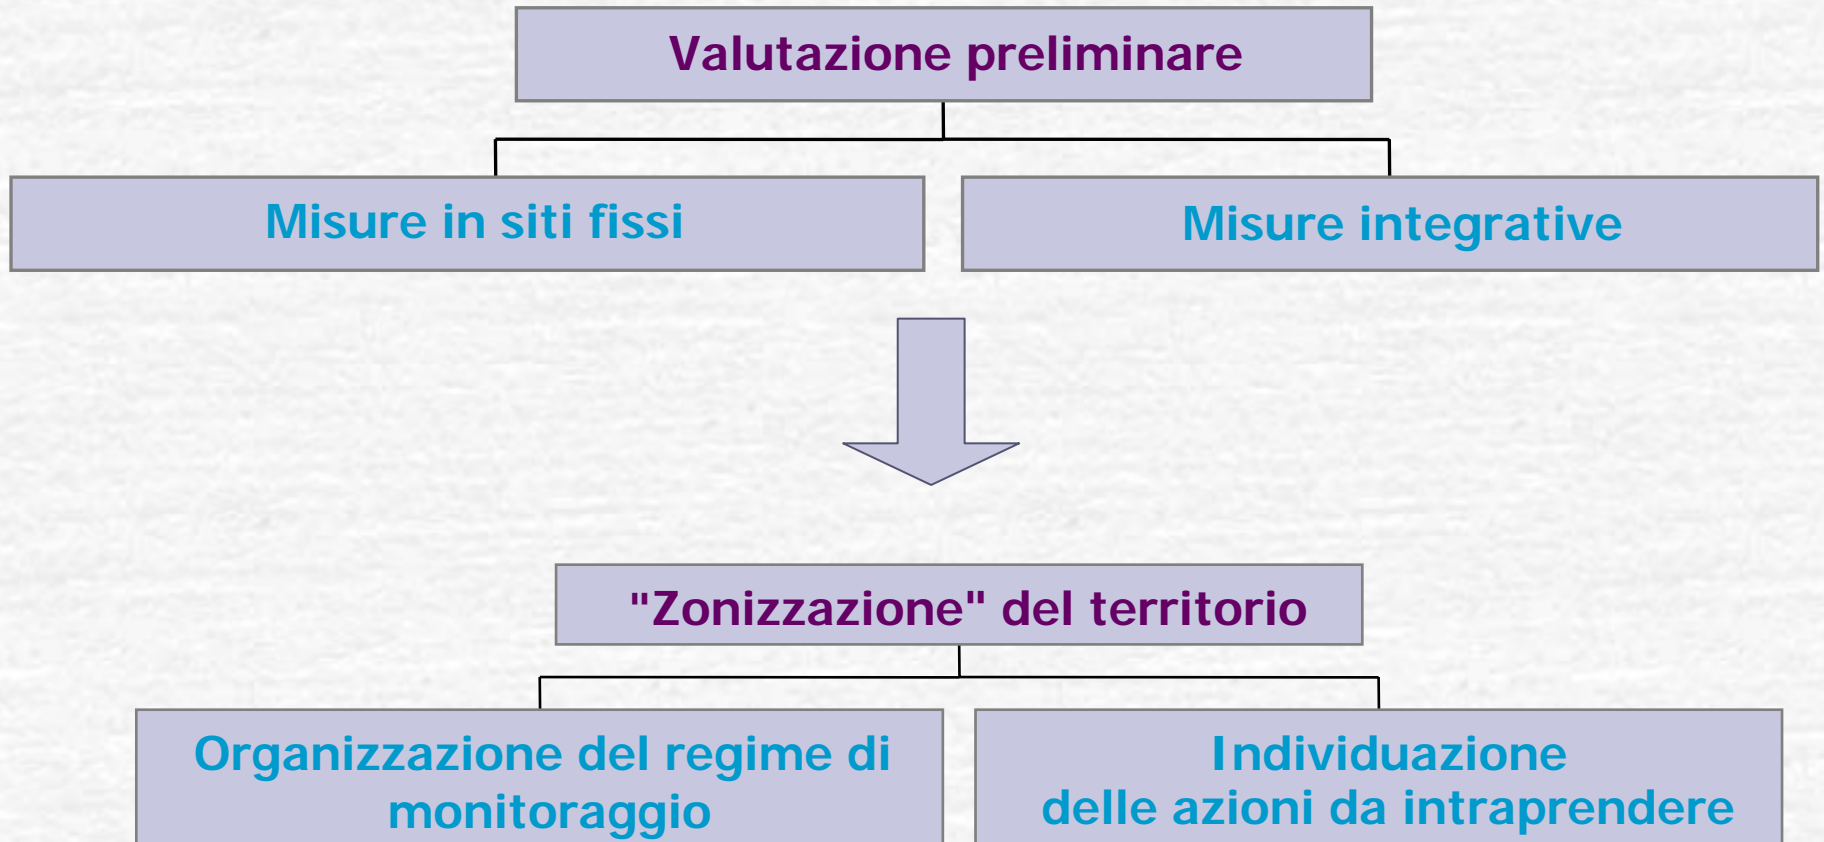 Valutazione preliminare
Misure in siti fissi
Misure integrative
"Zonizzazione" del territorio
Organizzazione del regime di
monitoraggio
Individuazione
delle azioni da intraprendere